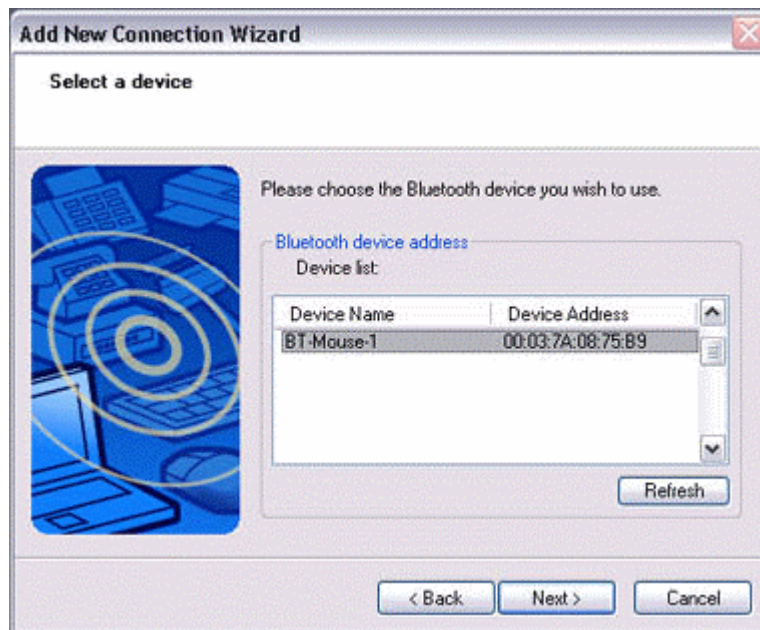 Add New Connection Wizard
Select a device
Please choose the Bluetooth device you wish to use.
Bluetooth device address
Device list:
Device Name Device Address
BT-Mouse-1 00:03:7A:08:75:B9
Refresh
< Back Next > Cancel